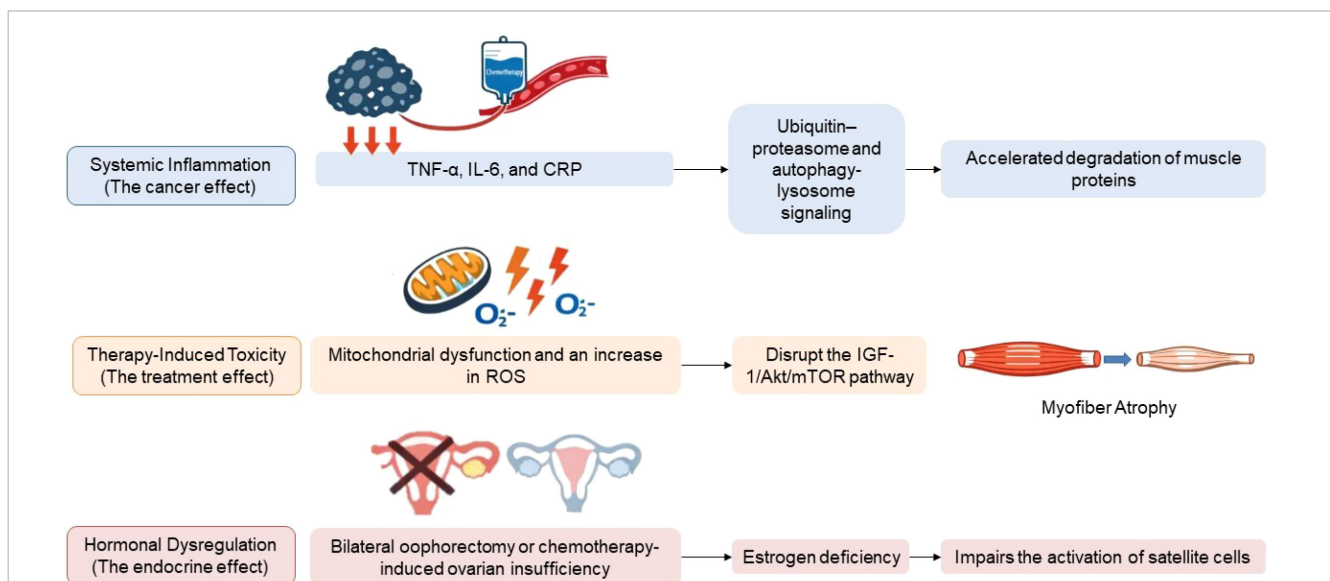 Chemotherapy
Systemic Inflammation
(The cancer effect)
TNF-α, IL-6, and CRP
Ubiquitin–
proteasome and
autophagy-
lysosome
signaling
Accelerated degradation of muscle
proteins
O₂·-
O₂·-
Therapy-Induced Toxicity
(The treatment effect)
Mitochondrial dysfunction and an increase
in ROS
Disrupt the IGF-
1/Akt/mTOR pathway
Myofiber Atrophy
Hormonal Dysregulation
(The endocrine effect)
Bilateral oophorectomy or chemotherapy-
induced ovarian insufficiency
Estrogen deficiency
Impairs the activation of satellite cells